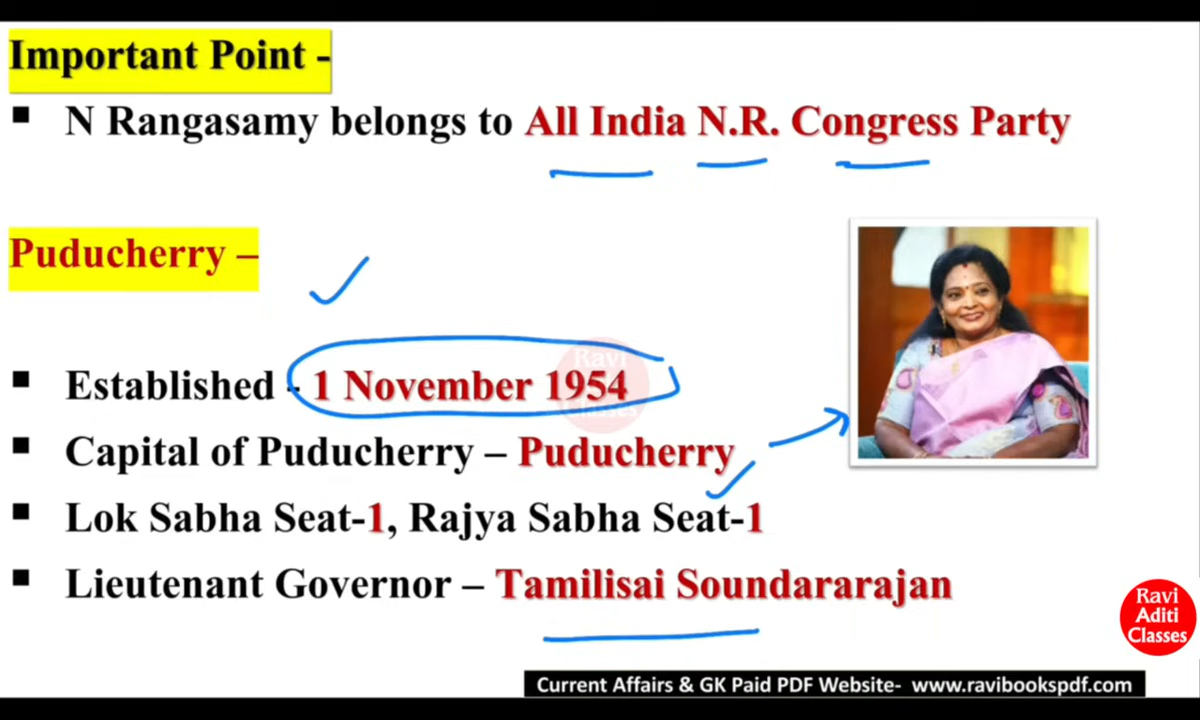 Important Point -
▪ N Rangasamy belongs to All India N.R. Congress Party
Puducherry –
▪ Established - 1 November 1954
Ravi
Classes
▪ Capital of Puducherry – Puducherry
▪ Lok Sabha Seat-1, Rajya Sabha Seat-1
▪ Lieutenant Governor – Tamilisai Soundararajan
Ravi
Aditi
Classes
Current Affairs & GK Paid PDF Website- www.ravibookspdf.com